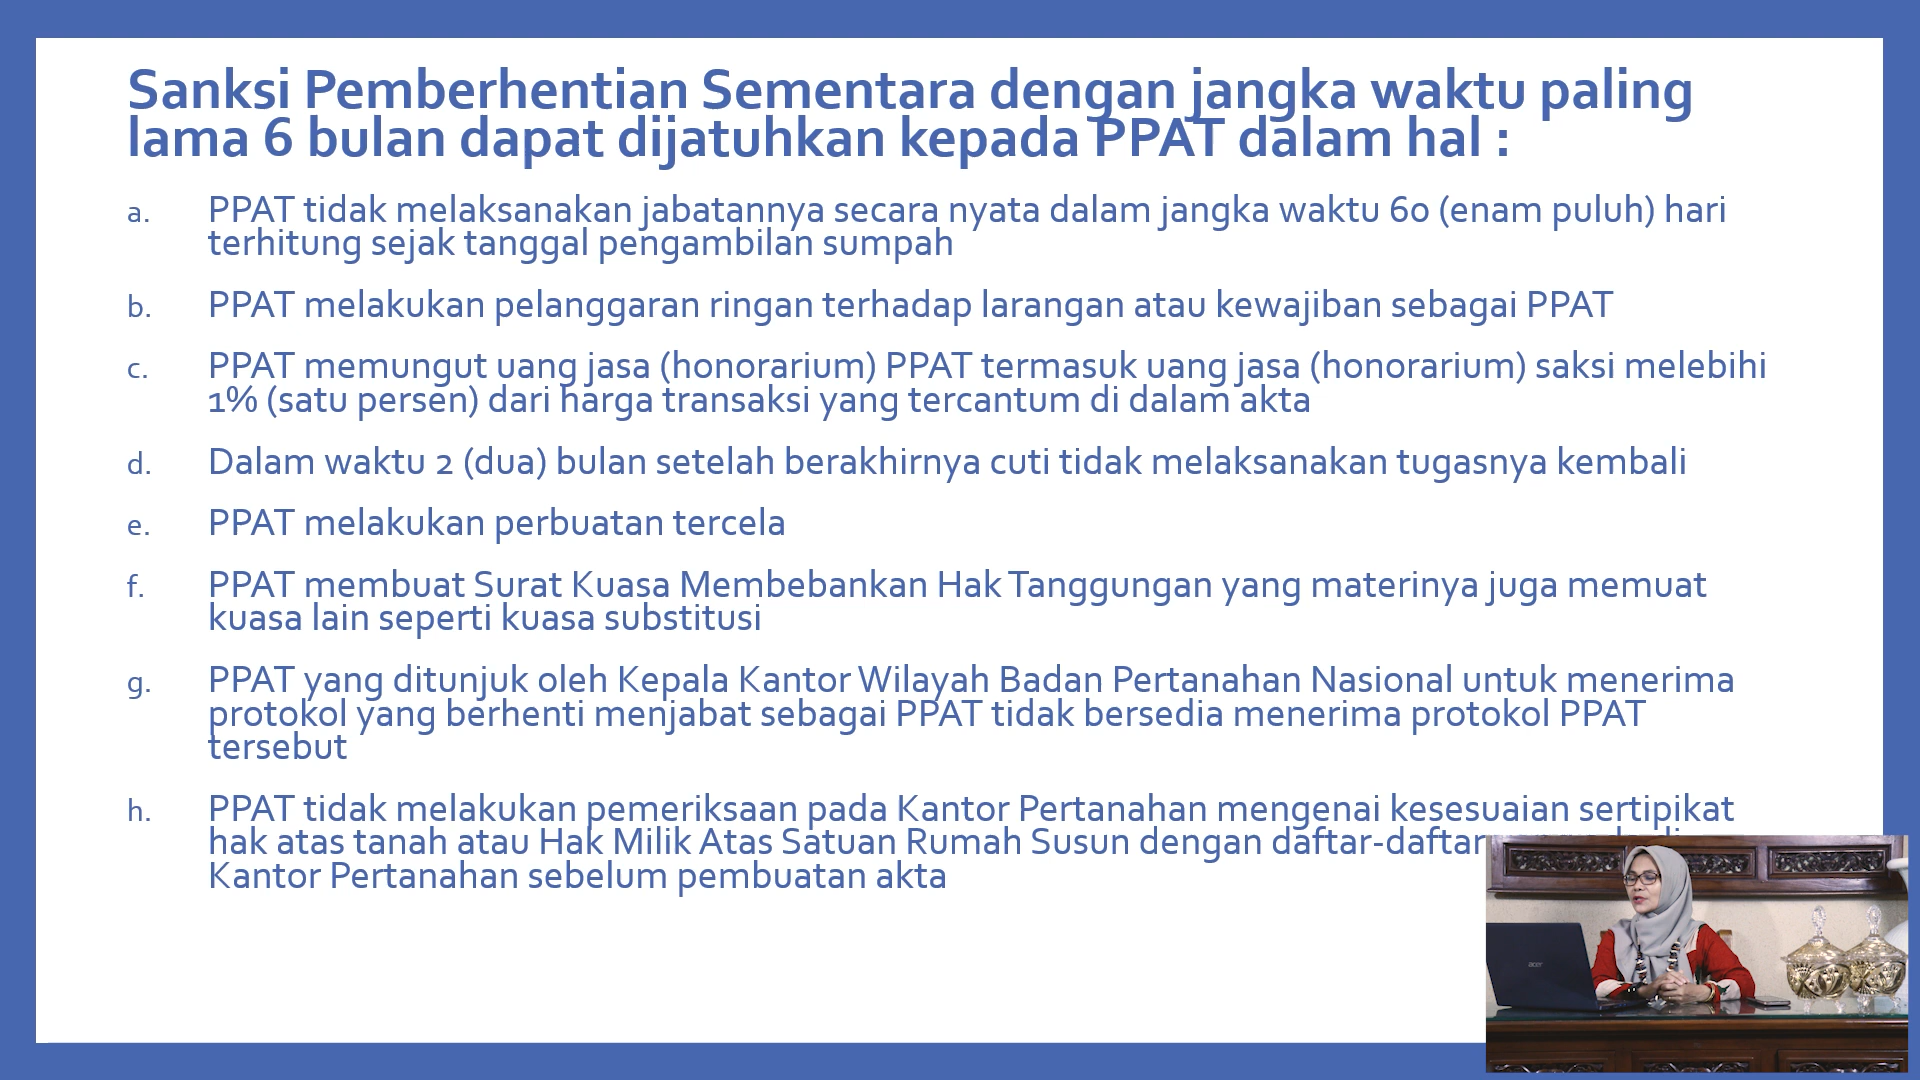 Sanksi Pemberhentian Sementara dengan jangka waktu paling
lama 6 bulan dapat dijatuhkan kepada PPAT dalam hal :
a. PPAT tidak melaksanakan jabatannya secara nyata dalam jangka waktu 60 (enam puluh) hari
terhitung sejak tanggal pengambilan sumpah
b. PPAT melakukan pelanggaran ringan terhadap larangan atau kewajiban sebagai PPAT
c. PPAT memungut uang jasa (honorarium) PPAT termasuk uang jasa (honorarium) saksi melebihi
1% (satu persen) dari harga transaksi yang tercantum di dalam akta
d. Dalam waktu 2 (dua) bulan setelah berakhirnya cuti tidak melaksanakan tugasnya kembali
e. PPAT melakukan perbuatan tercela
f. PPAT membuat Surat Kuasa Membebankan Hak Tanggungan yang materinya juga memuat
kuasa lain seperti kuasa substitusi
g. PPAT yang ditunjuk oleh Kepala Kantor Wilayah Badan Pertanahan Nasional untuk menerima
protokol yang berhenti menjabat sebagai PPAT tidak bersedia menerima protokol PPAT
tersebut
h. PPAT tidak melakukan pemeriksaan pada Kantor Pertanahan mengenai kesesuaian sertipikat
hak atas tanah atau Hak Milik Atas Satuan Rumah Susun dengan daftar-daftar
Kantor Pertanahan sebelum pembuatan akta
acer